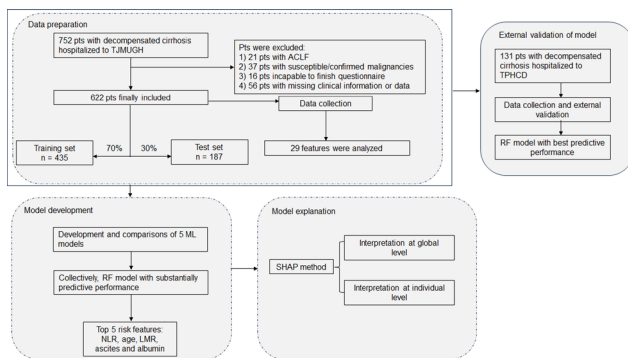 Data preparation
752 pts with decompensated cirrhosis
hospitalized to TJMUGH
Pts were excluded:
1) 21 pts with ACLF
2) 37 pts with susceptible/confirmed malignancies
3) 16 pts incapable to finish questionnaire
4) 56 pts with missing clinical information or data
622 pts finally included
Data collection
Training set
n = 435
70%
30%
Test set
n = 187
29 features were analyzed
External validation of model
131 pts with decompensated
cirrhosis hospitalized to
TPHCD
Data collection and external
validation
RF model with best predictive
performance
Model development
Development and comparisons of 5 ML
models
Collectively, RF model with substantially
predictive performance
Top 5 risk features:
NLR, age, LMR,
ascites and albumin
Model explanation
SHAP method
Interpretation at global
level
Interpretation at individual
level